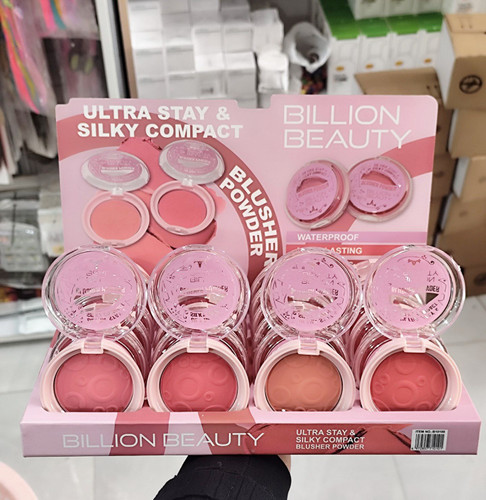 ULTRA STAY &
SILKY COMPACT
BLUSHER
POWDER
BILLION
BEAUTY
WATERPROOF
BILLION BEAUTY
ULTRA STAY &
SILKY COMPACT
BLUSHER POWDER